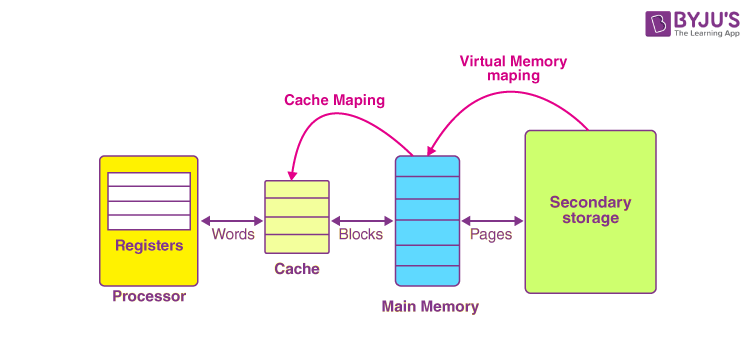 BYJU'S
The Learning App
Virtual Memory
maping
Cache Maping
Secondary
storage
Registers
Words
Blocks
Pages
Cache
Processor
Main Memory